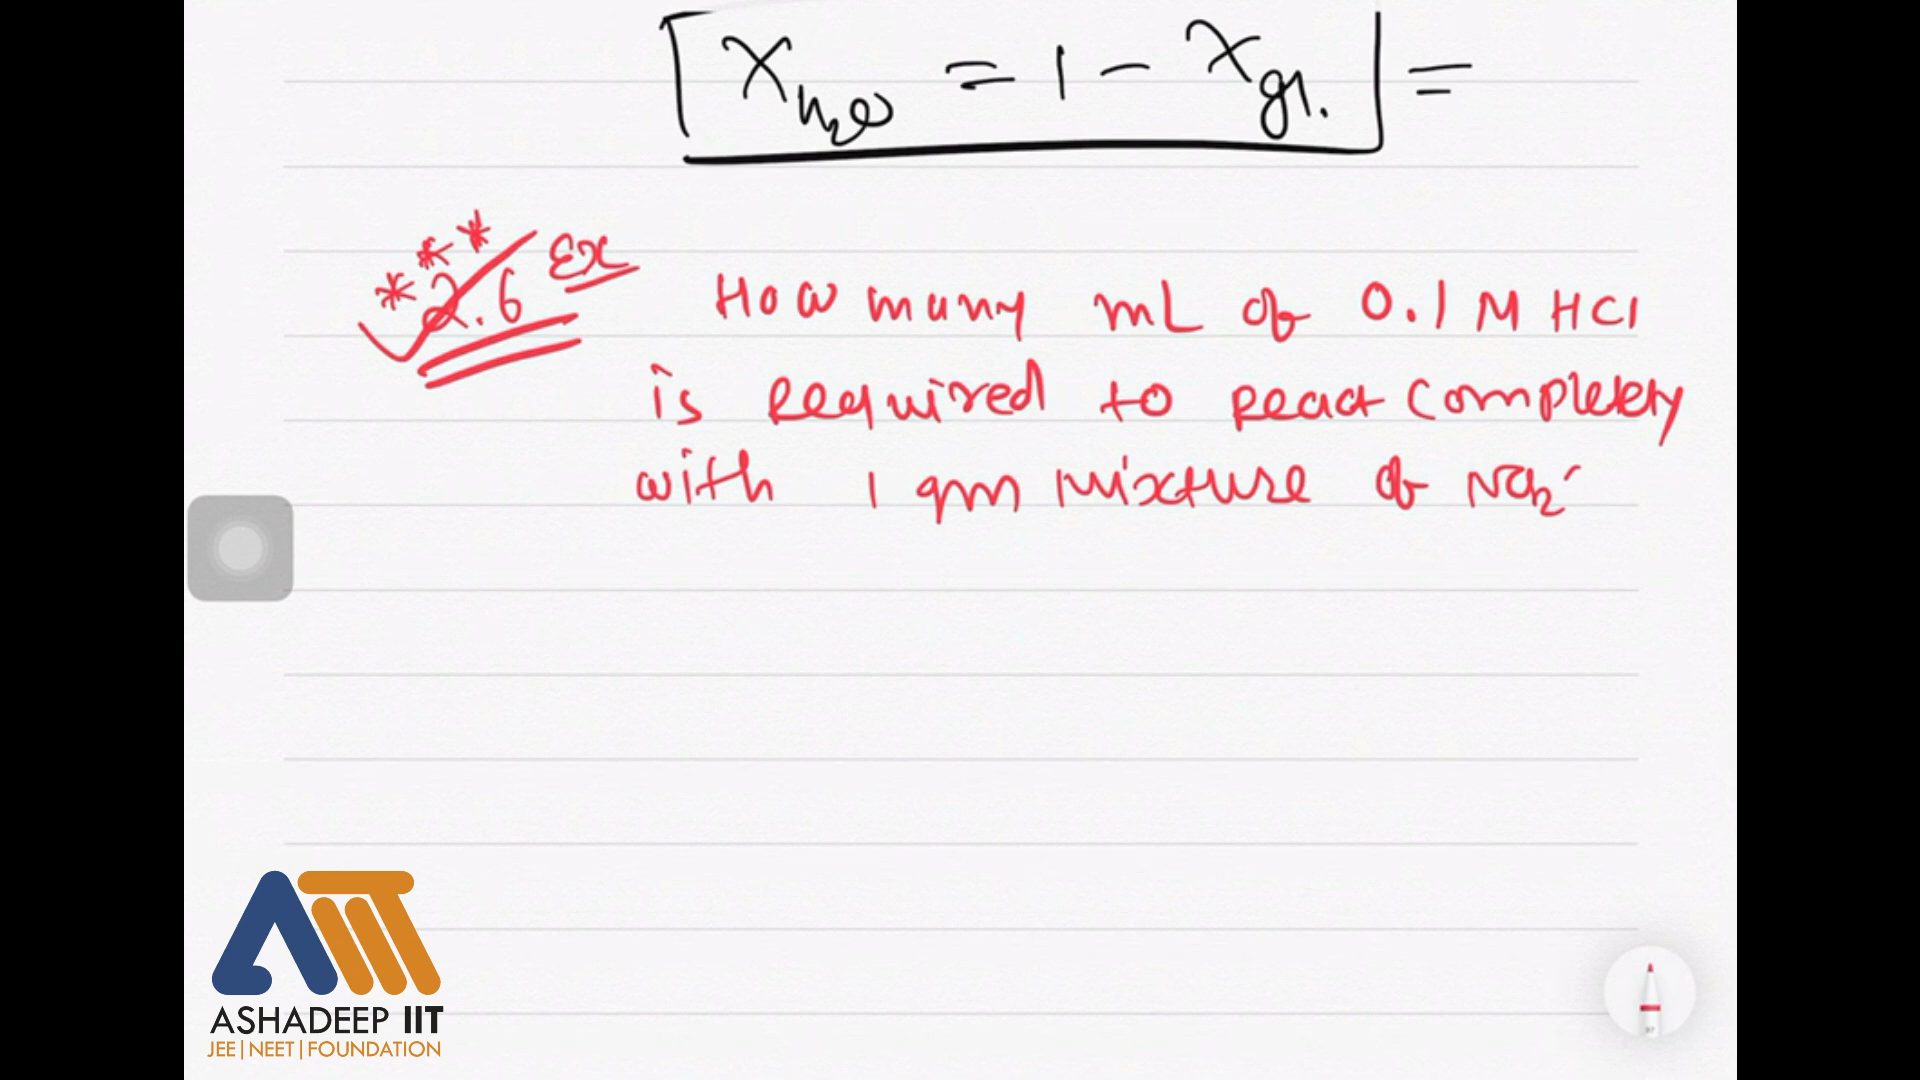 X_H2O = 1 - X_gl. =
*** 2.6 Ex How many mL of 0.1 M HCl
is required to react completely
with 1 gm mixture of Na2
ASHADEEP IIT
JEE | NEET | FOUNDATION